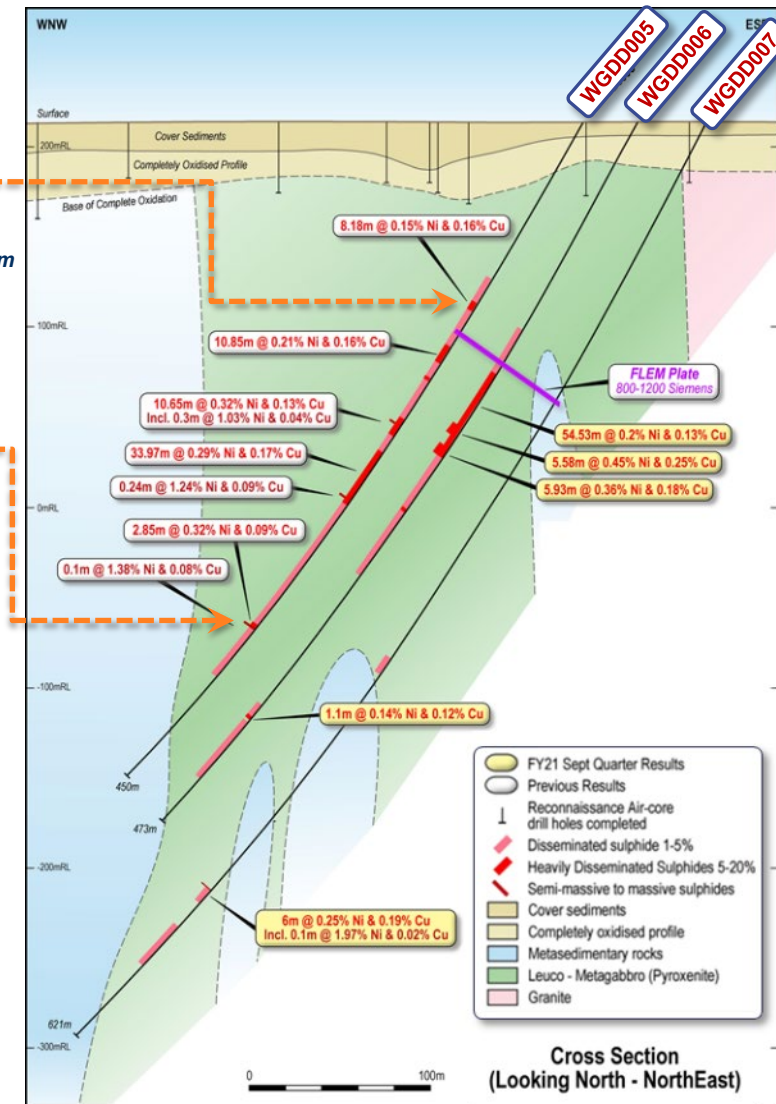 WNW
ES
WGDD005
WGDD006
WGDD007
Surface
200mRL
Cover Sediments
Completely Oxidised Profile
Base of Complete Oxidation
8.18m @ 0.15% Ni & 0.16% Cu
m
100mRL
10.85m @ 0.21% Ni & 0.16% Cu
FLEM Plate
800-1200 Siemens
10.65m @ 0.32% Ni & 0.13% Cu
Incl. 0.3m @ 1.03% Ni & 0.04% Cu
54.53m @ 0.2% Ni & 0.13% Cu
33.97m @ 0.29% Ni & 0.17% Cu
5.58m @ 0.45% Ni & 0.25% Cu
0.24m @ 1.24% Ni & 0.09% Cu
5.93m @ 0.36% Ni & 0.18% Cu
0mRL
2.85m @ 0.32% Ni & 0.09% Cu
0.1m @ 1.38% Ni & 0.08% Cu
-100mRL
1.1m @ 0.14% Ni & 0.12% Cu
450m
473m
-200mRL
6m @ 0.25% Ni & 0.19% Cu
Incl. 0.1m @ 1.97% Ni & 0.02% Cu
621m
-300mRL
FY21 Sept Quarter Results
Previous Results
Reconnaissance Air-core
drill holes completed
Disseminated sulphide 1-5%
Heavily Disseminated Sulphides 5-20%
Semi-massive to massive sulphides
Cover sediments
Completely oxidised profile
Metasedimentary rocks
Leuco - Metagabbro (Pyroxenite)
Granite
0 100m
Cross Section
(Looking North - NorthEast)